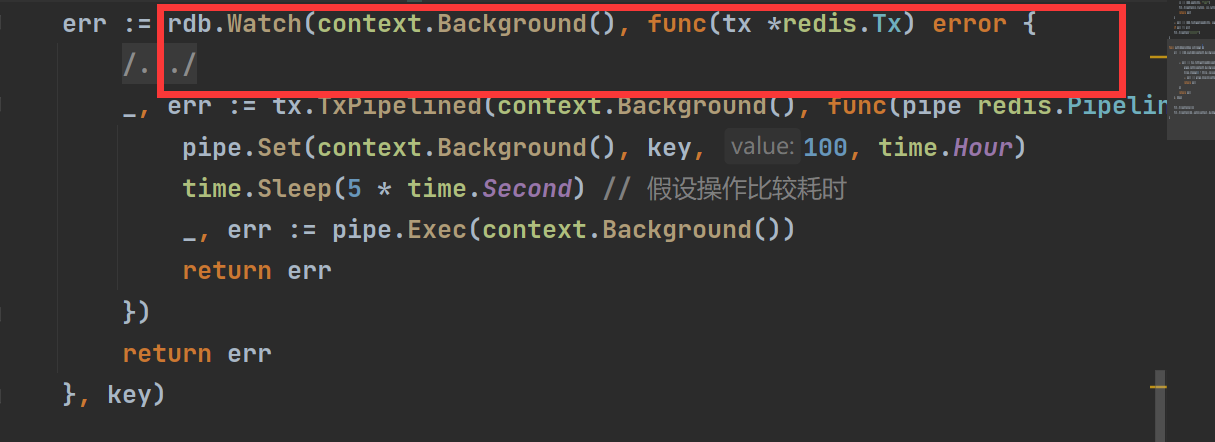 err := rdb.Watch(context.Background(), func(tx *redis.Tx) error {
/../
_, err := tx.TxPipelined(context.Background(), func(pipe redis.Pipelin
pipe.Set(context.Background(), key, value: 100, time.Hour)
time.Sleep(5 * time.Second) // 假设操作比较耗时
_, err := pipe.Exec(context.Background())
return err
})
return err
}, key)